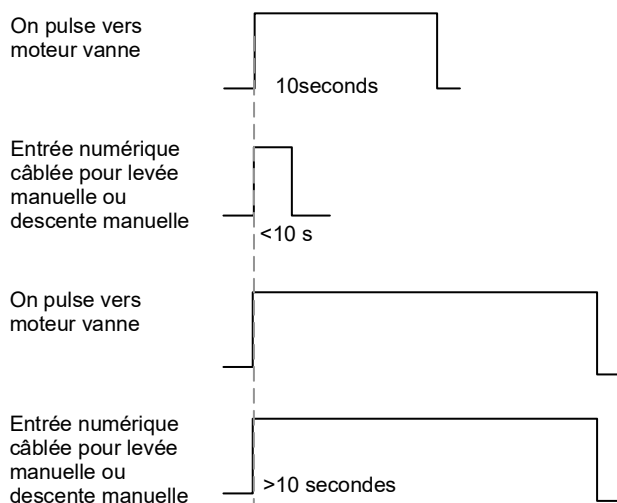 On pulse vers
moteur vanne
10seconds
Entrée numérique
câblée pour levée
manuelle ou
descente manuelle
<10 s
On pulse vers
moteur vanne
Entrée numérique
câblée pour levée
manuelle ou
descente manuelle
>10 secondes